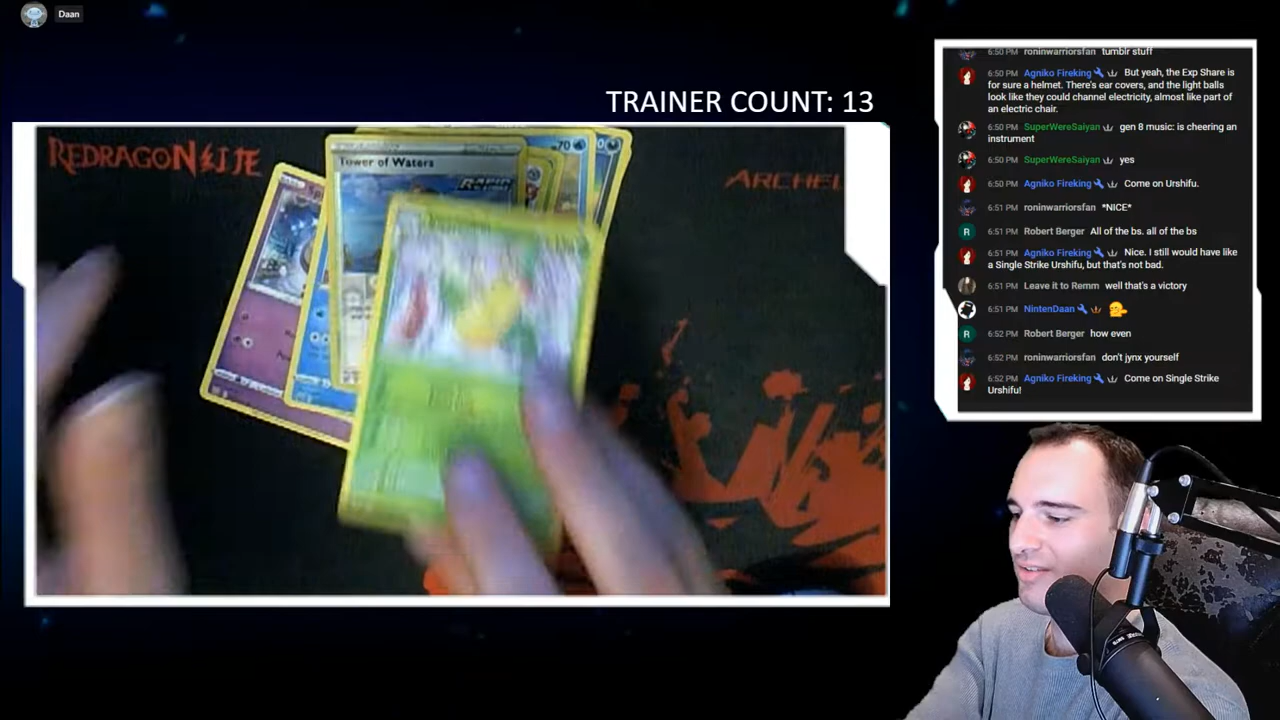 Daan
TRAINER COUNT: 13
REDRAGON
Tower of Waters
70
6:50 PM roninwarriorsfan tumblr stuff
6:50 PM Agniko Fireking But yeah, the Exp Share is
for sure a helmet. There's ear covers, and the light balls
look like they could channel electricity, almost like part of
an electric chair.
6:50 PM SuperWereSaiyan gen 8 music: is cheering an
instrument
6:50 PM SuperWereSaiyan yes
6:50 PM Agniko Fireking Come on Urshifu.
6:51 PM roninwarriorsfan *NICE*
R 6:51 PM Robert Berger All of the bs. all of the bs
6:51 PM Agniko Fireking Nice. I still would have like
a Single Strike Urshifu, but that's not bad.
6:51 PM Leave it to Remm well that's a victory
6:51 PM NintenDaan
R 6:52 PM Robert Berger how even
6:52 PM roninwarriorsfan don't jynx yourself
6:52 PM Agniko Fireking Come on Single Strike
Urshifu!